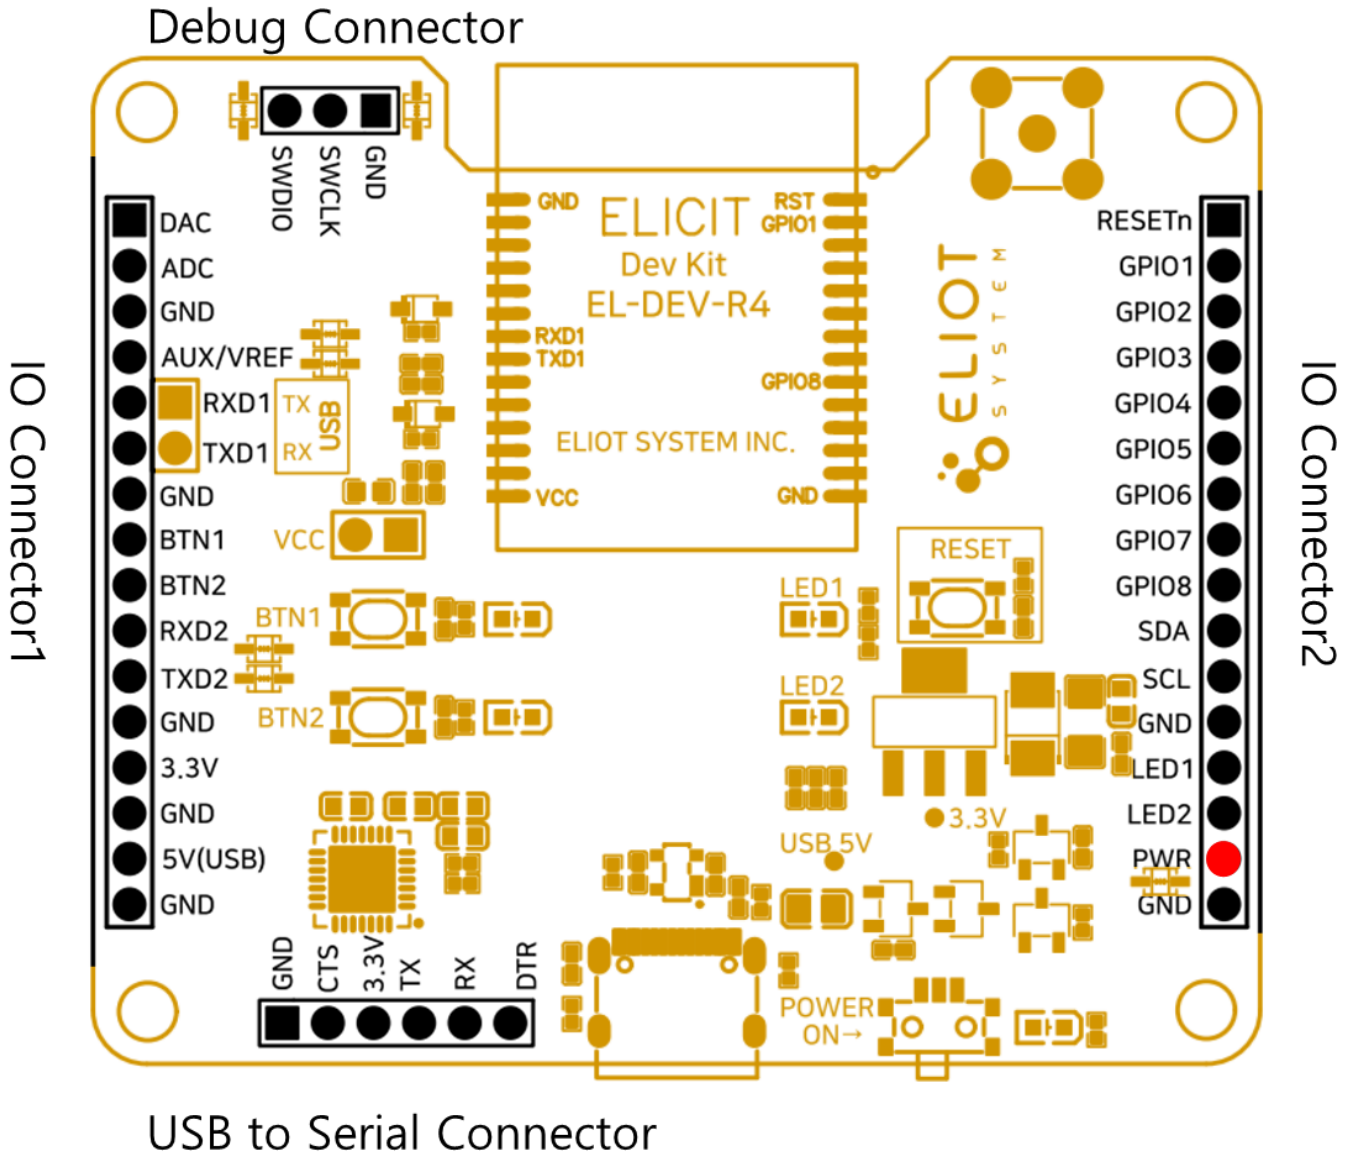 Debug Connector
SWDIO
SWCLK
GND
IO Connector1
DAC
ADC
GND
AUX/VREF
RXD1
TXD1
GND
BTN1
BTN2
RXD2
TXD2
GND
3.3V
GND
5V(USB)
GND
TX
RX
USB
VCC
BTN1
BTN2
GND
RXD1
TXD1
VCC
ELICIT
Dev Kit
EL-DEV-R4
ELIOT SYSTEM INC.
RST
GPIO1
GPIO8
GND
ELIOT
SYSTEM
RESET
LED1
LED2
3.3V
USB 5V
POWER
ON→
RESETn
GPIO1
GPIO2
GPIO3
GPIO4
GPIO5
GPIO6
GPIO7
GPIO8
SDA
SCL
GND
LED1
LED2
PWR
GND
IO Connector2
GND
CTS
3.3V
TX
RX
DTR
USB to Serial Connector